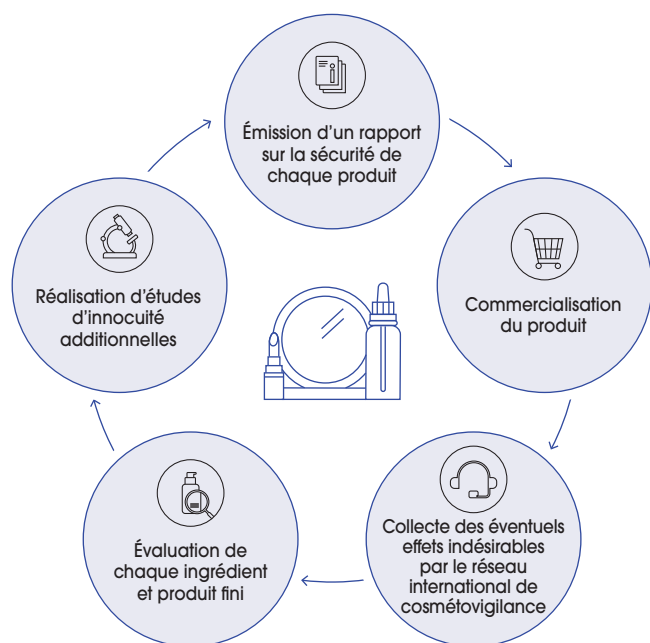 Émission d'un rapport
sur la sécurité de
chaque produit
Commercialisation
du produit
Collecte des éventuels
effets indésirables
par le réseau
international de
cosmétovigilance
Évaluation de
chaque ingrédient
et produit fini
Réalisation d'études
d'innocuité
additionnelles